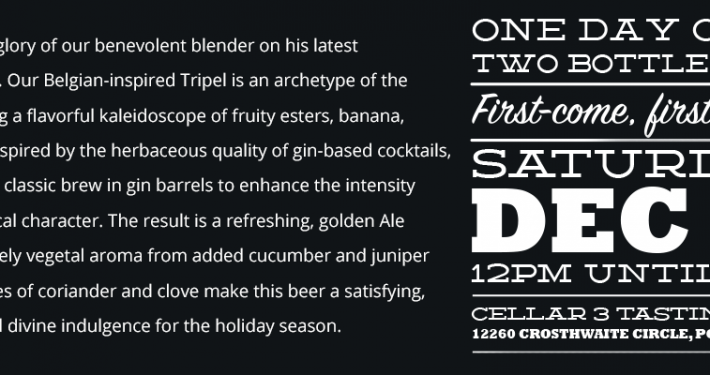 glory of our benevolent blender on his latest
. Our Belgian-inspired Tripel is an archetype of the
g a flavorful kaleidoscope of fruity esters, banana,
spired by the herbaceous quality of gin-based cocktails,
classic brew in gin barrels to enhance the intensity
cal character. The result is a refreshing, golden Ale
ely vegetal aroma from added cucumber and juniper
es of coriander and clove make this beer a satisfying,
d divine indulgence for the holiday season.
ONE DAY O
TWO BOTTLE
First-come, first
SATURD
DEC
12PM UNTIL
CELLAR 3 TASTIN
12260 CROSTHWAITE CIRCLE, PO